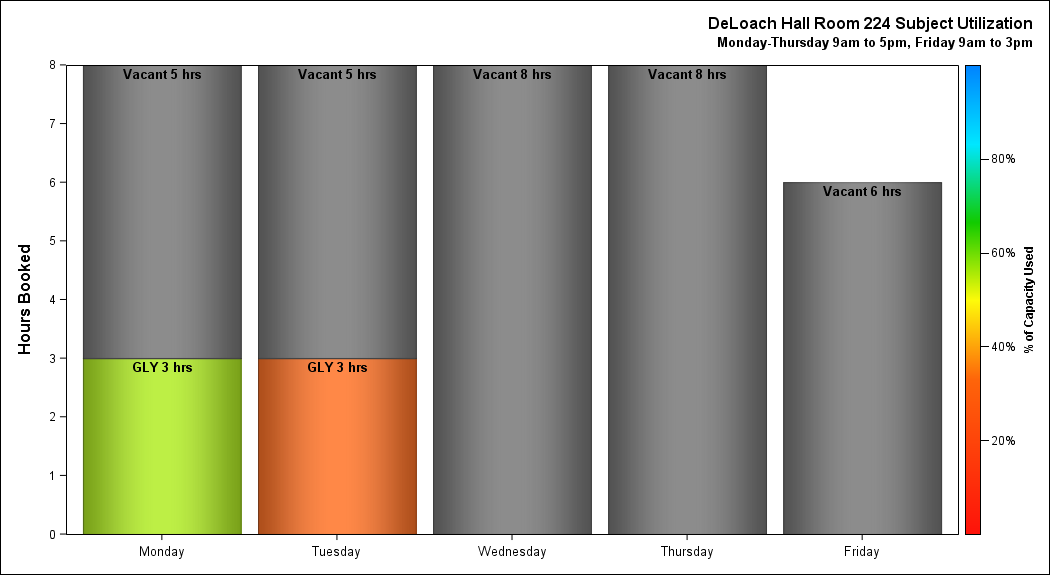 DeLoach Hall Room 224 Subject Utilization
Monday-Thursday 9am to 5pm, Friday 9am to 3pm
Hours Booked
8
7
6
5
4
3
2
1
0
Vacant 5 hrs
Vacant 5 hrs
Vacant 8 hrs
Vacant 8 hrs
Vacant 6 hrs
GLY 3 hrs
GLY 3 hrs
Monday
Tuesday
Wednesday
Thursday
Friday
80%
60%
40%
20%
% of Capacity Used